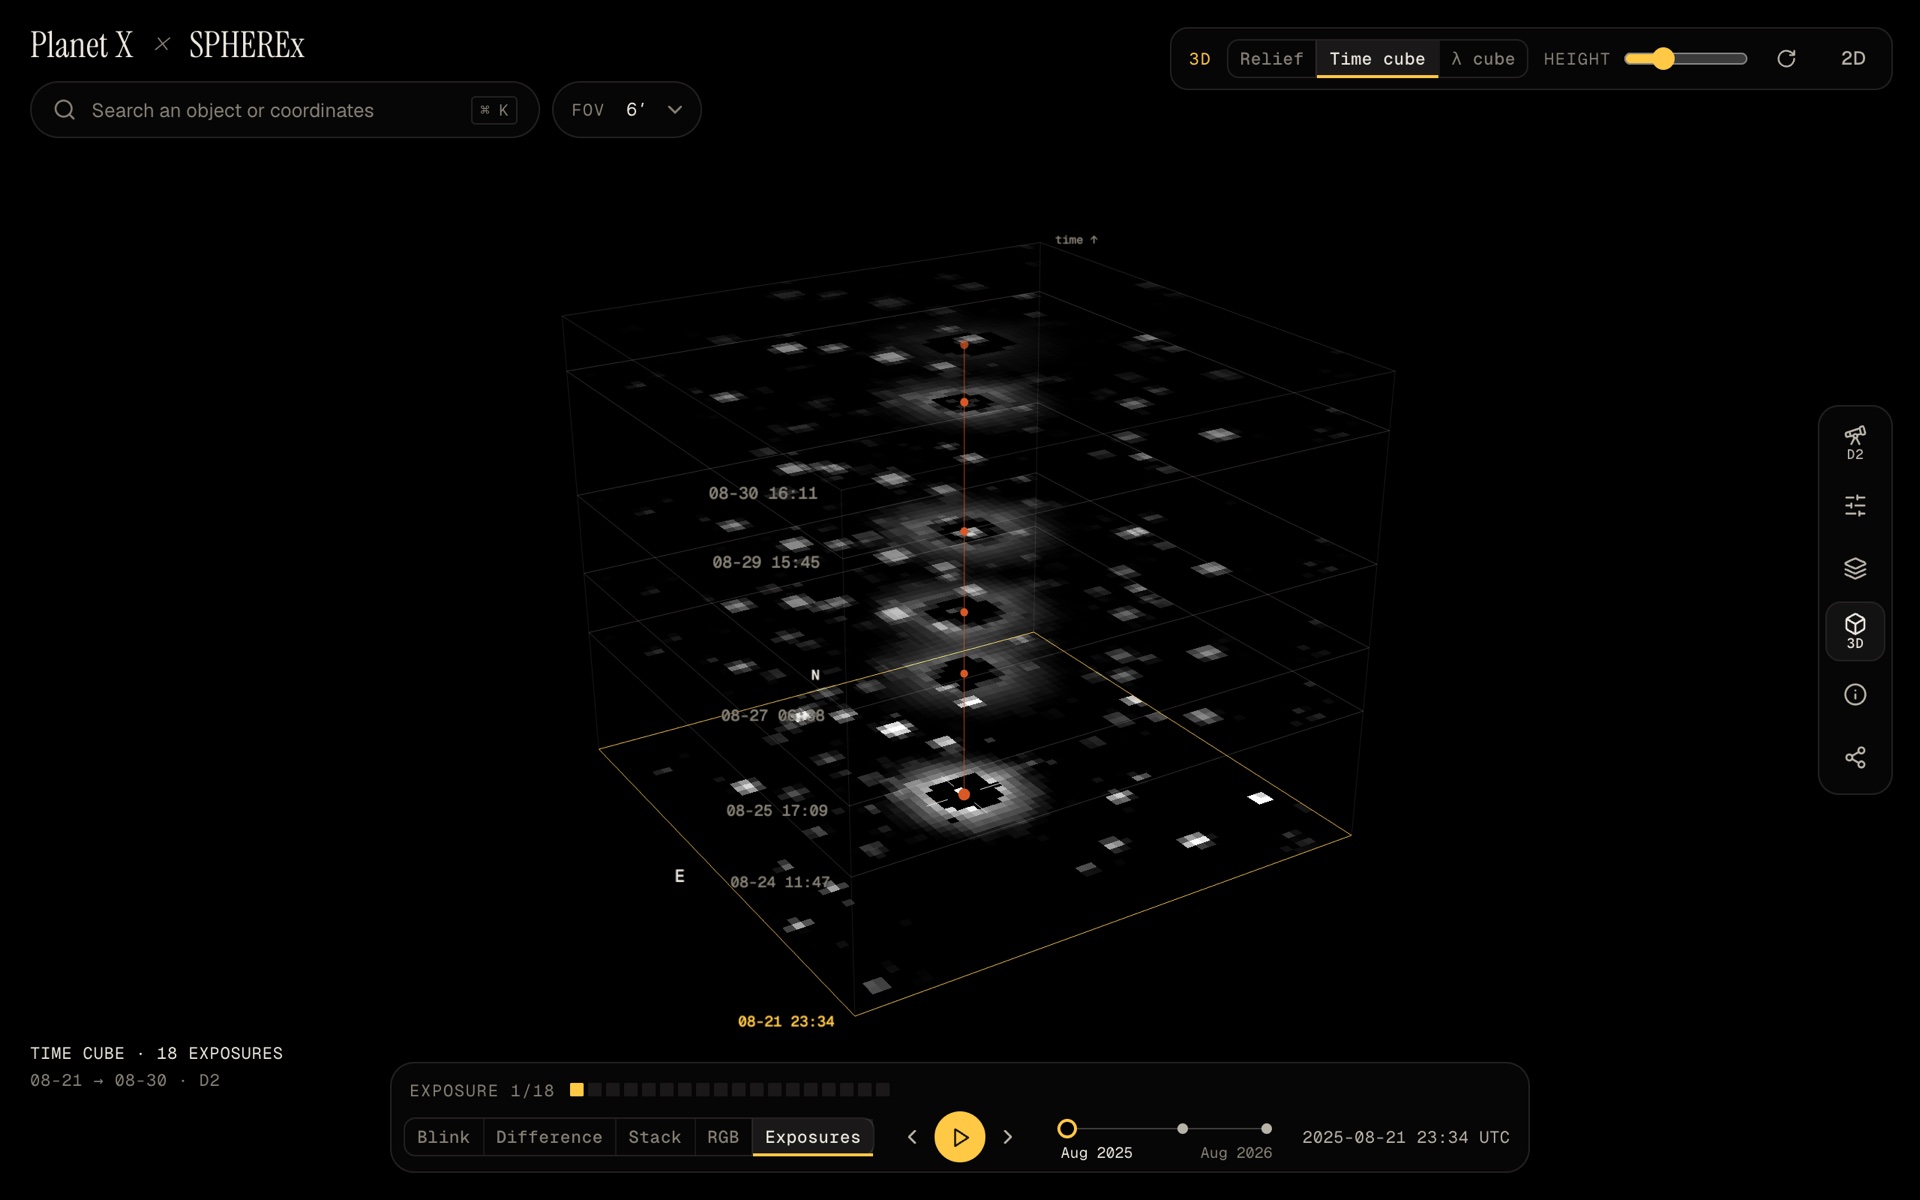 Planet X × SPHEREx
3D Relief Time cube λ cube HEIGHT 2D
Search an object or coordinates ⌘ K
FOV 6′
time ↑
08-30 16:11
08-29 15:45
N
08-27
08-25 17:09
E
08-24 11:47
08-21 23:34
D2
3D
TIME CUBE · 18 EXPOSURES
08-21 → 08-30 · D2
EXPOSURE 1/18
Blink Difference Stack RGB Exposures
Aug 2025 Aug 2026
2025-08-21 23:34 UTC